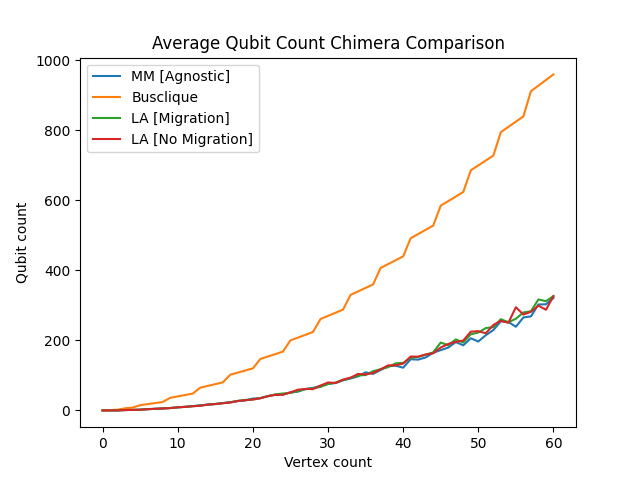 Average Qubit Count Chimera Comparison
MM [Agnostic]
Busclique
LA [Migration]
LA [No Migration]
Qubit count
1000
800
600
400
200
0
0 10 20 30 40 50 60
Vertex count